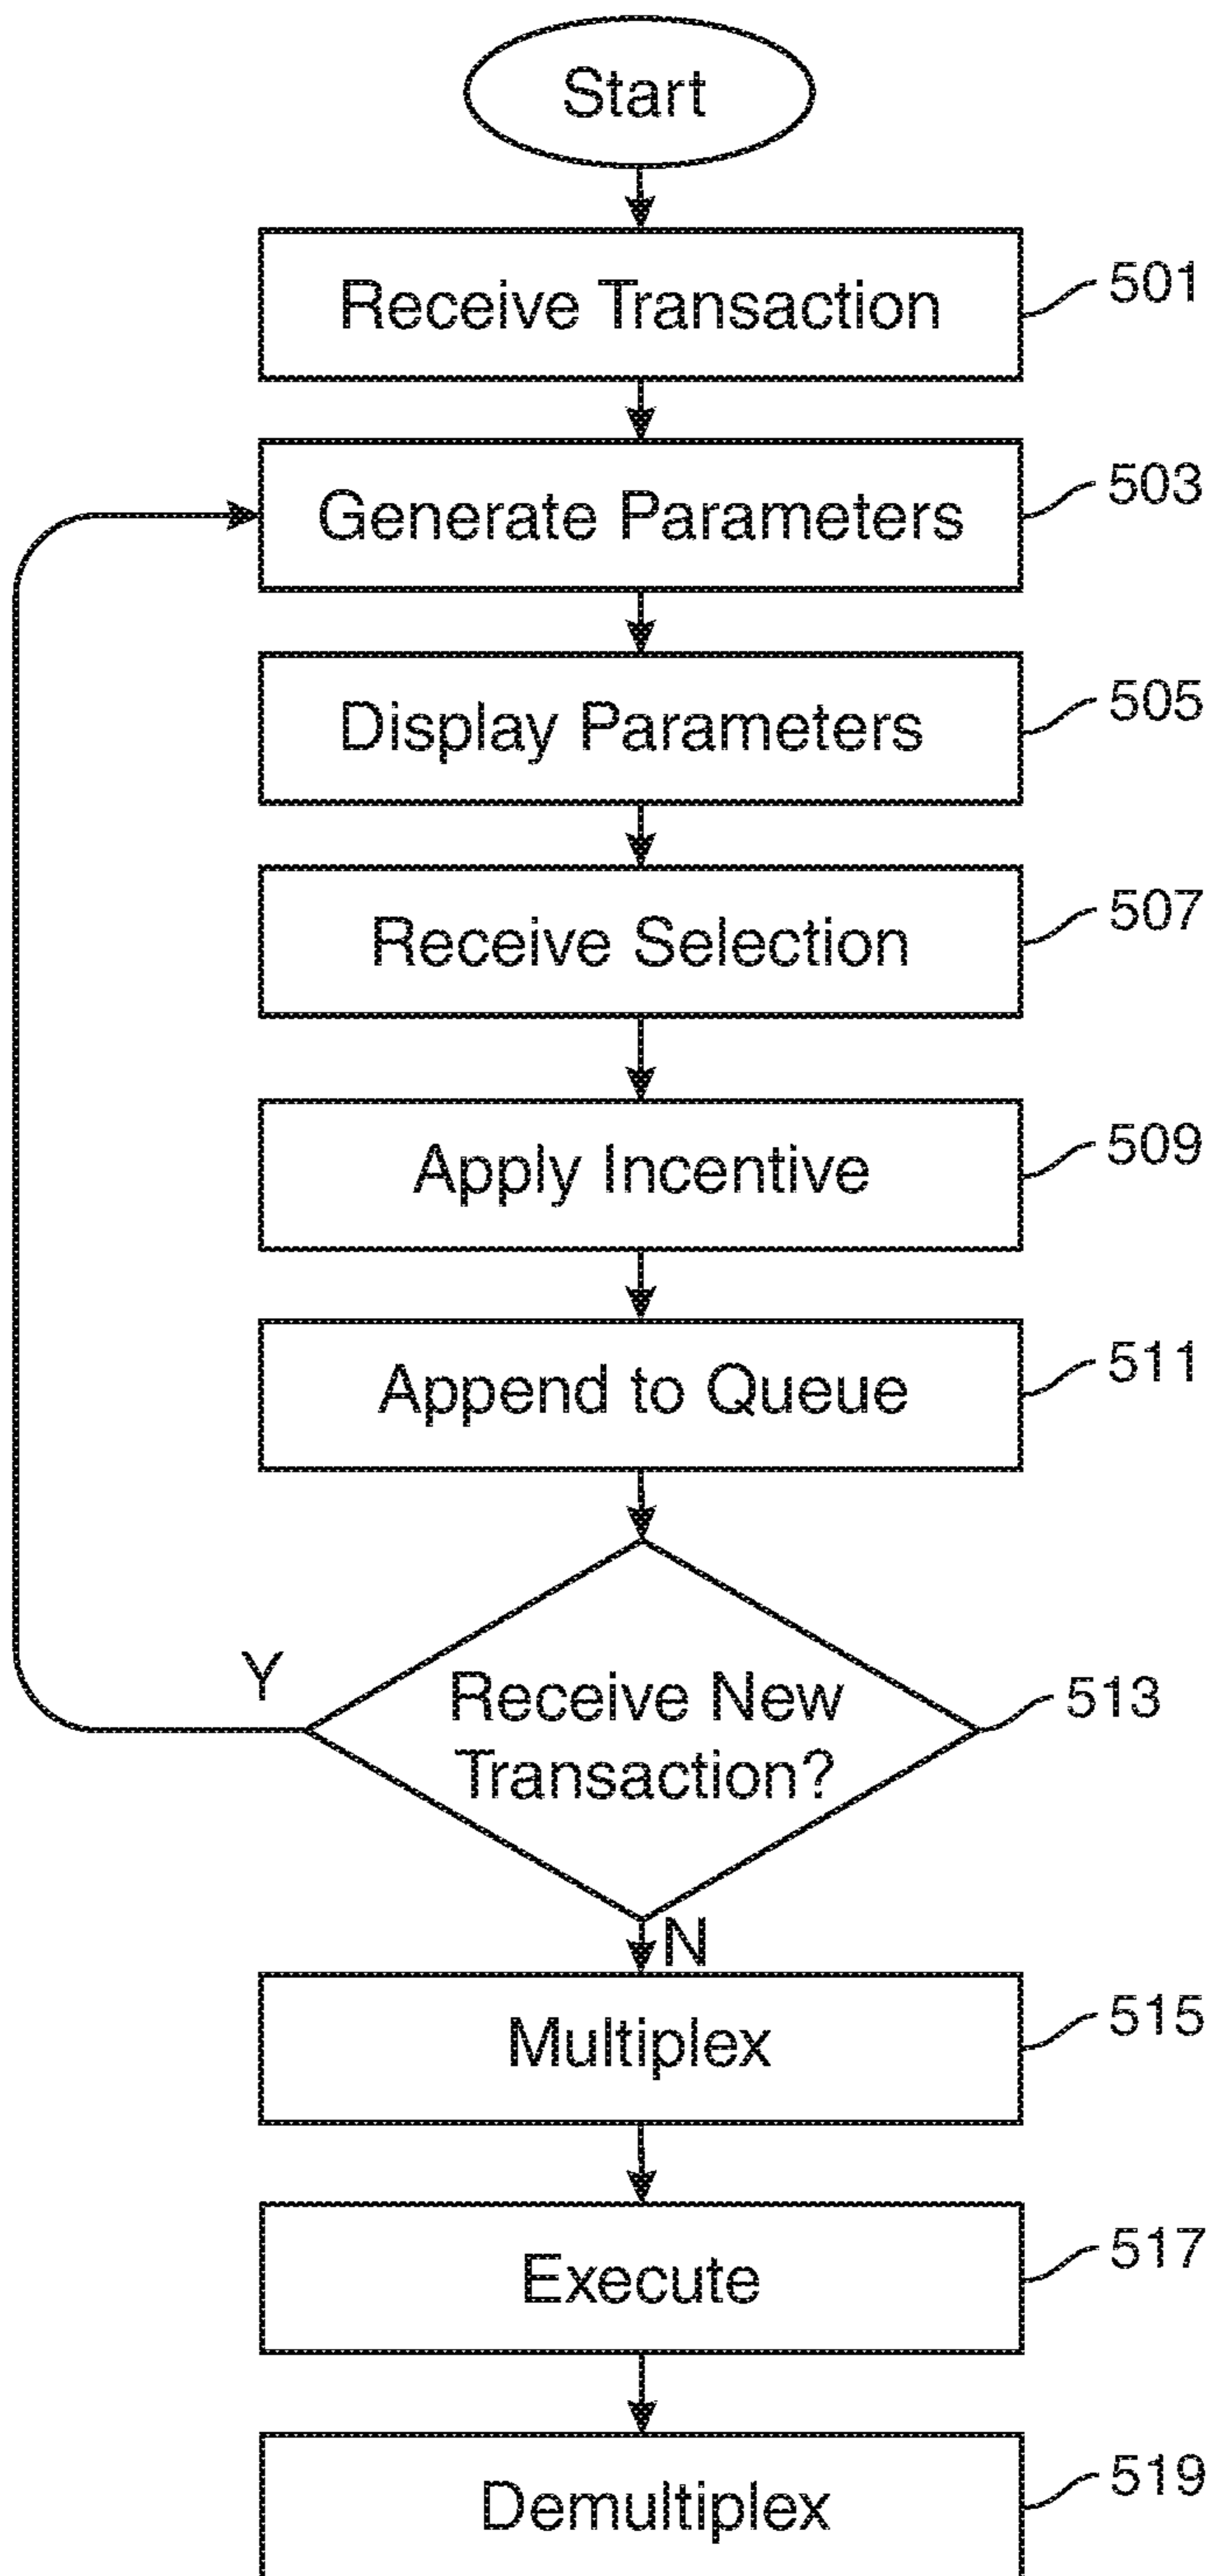 Start
Receive Transaction
501
Generate Parameters
503
Display Parameters
505
Receive Selection
507
Apply Incentive
509
Append to Queue
511
Y
Receive New
Transaction?
513
N
Multiplex
515
Execute
517
Demultiplex
519